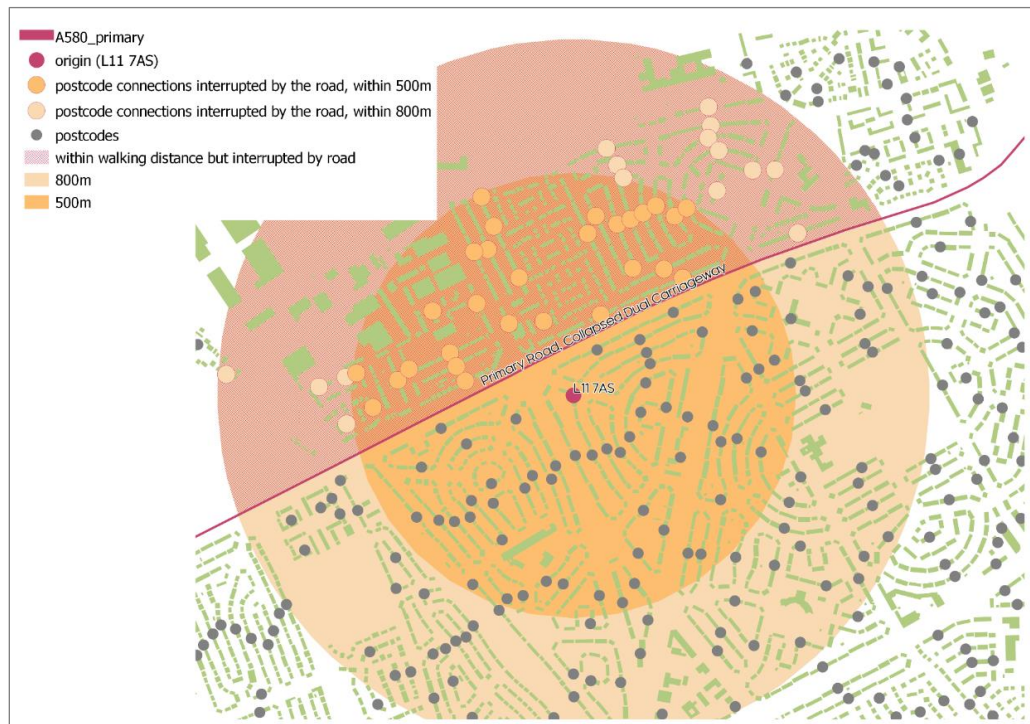 A580_primary
origin (L11 7AS)
postcode connections interrupted by the road, within 500m
postcode connections interrupted by the road, within 800m
postcodes
within walking distance but interrupted by road
800m
500m
Primary Road, Collapsed Dual Carriageway
L11 7AS